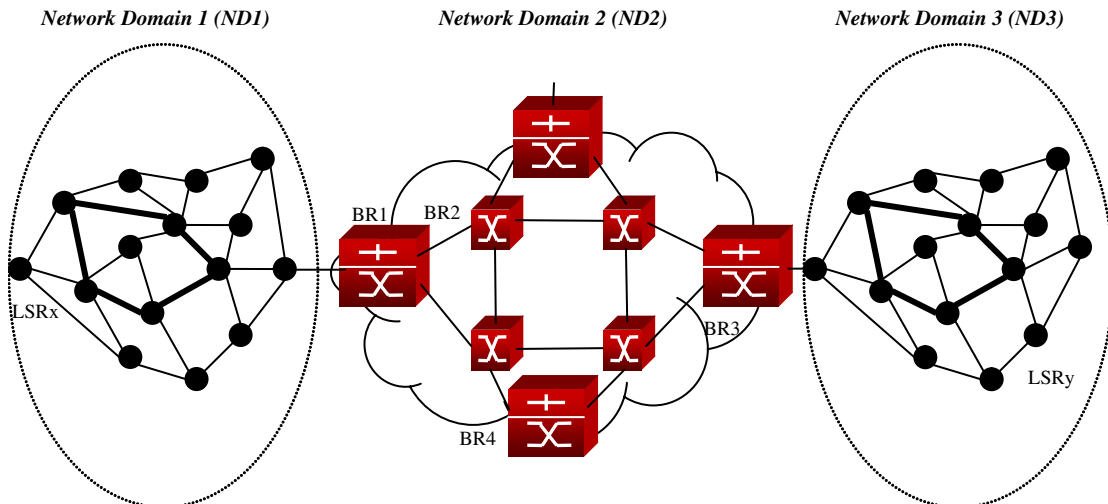 Network Domain 1 (ND1)
Network Domain 2 (ND2)
Network Domain 3 (ND3)
BR1
BR2
LSRx
BR3
LSRy
BR4